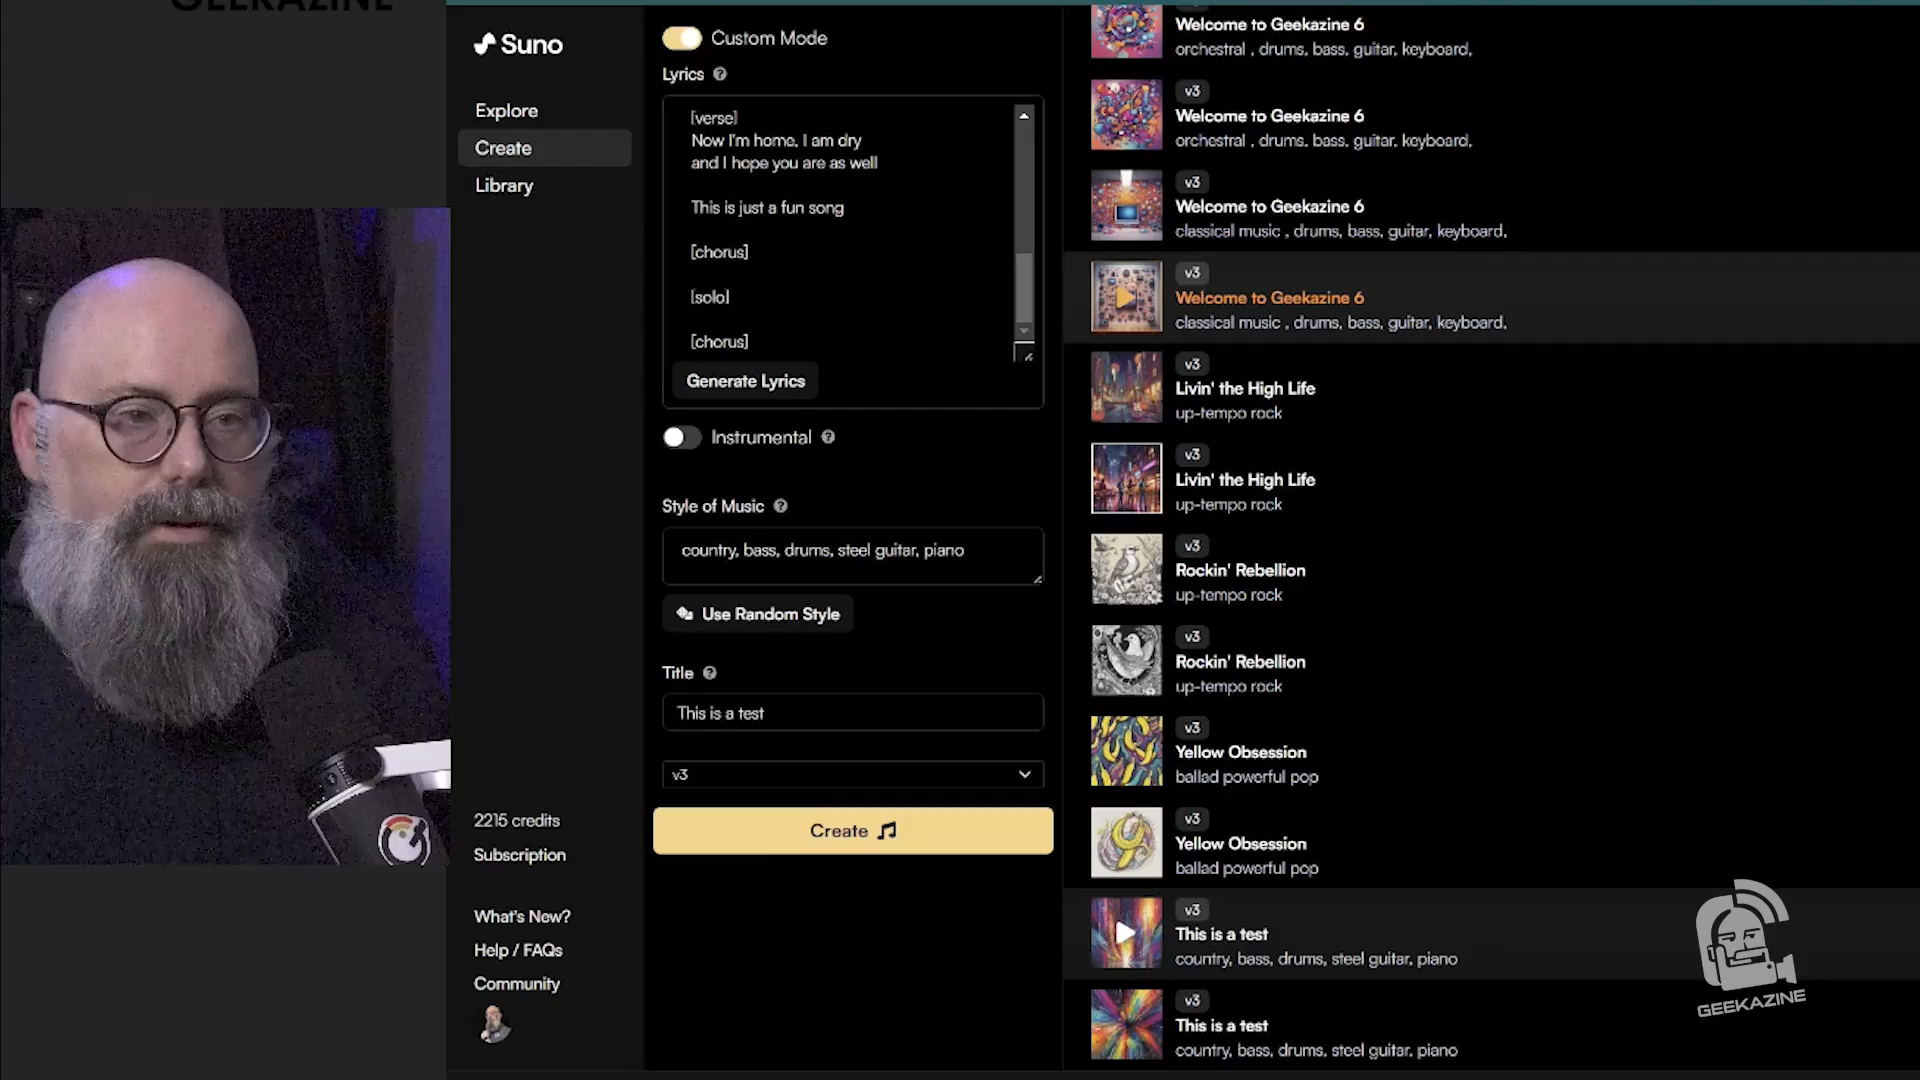 GEEKAZINE
Suno
Explore
Create
Library
2215 credits
Subscription
What's New?
Help / FAQs
Community
Custom Mode
Lyrics
[verse]
Now I'm home, I am dry
and I hope you are as well
This is just a fun song
[chorus]
[solo]
[chorus]
Generate Lyrics
Instrumental
Style of Music
country, bass, drums, steel guitar, piano
Use Random Style
Title
This is a test
v3
Create
Welcome to Geekazine 6
orchestral , drums, bass, guitar, keyboard,
v3
Welcome to Geekazine 6
orchestral , drums, bass, guitar, keyboard,
v3
Welcome to Geekazine 6
classical music , drums, bass, guitar, keyboard,
v3
Welcome to Geekazine 6
classical music , drums, bass, guitar, keyboard,
v3
Livin' the High Life
up-tempo rock
v3
Livin' the High Life
up-tempo rock
v3
Rockin' Rebellion
up-tempo rock
v3
Rockin' Rebellion
up-tempo rock
v3
Yellow Obsession
ballad powerful pop
v3
Yellow Obsession
ballad powerful pop
v3
This is a test
country, bass, drums, steel guitar, piano
v3
This is a test
country, bass, drums, steel guitar, piano
GEEKAZINE